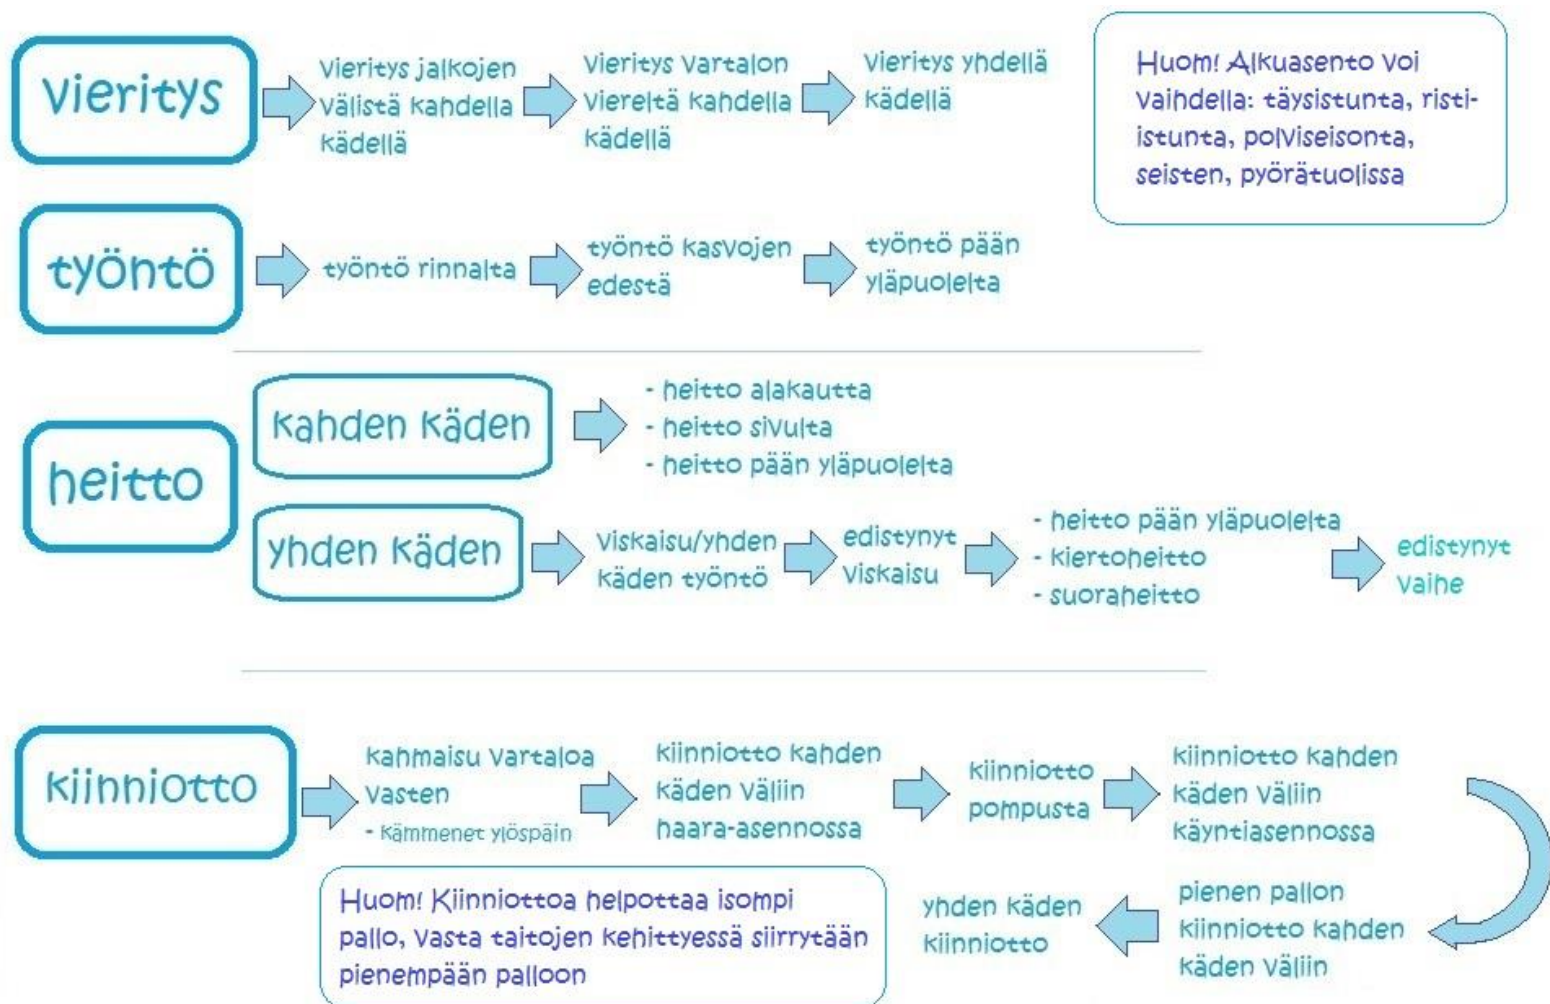 vieritys
vieritys jalkojen
välistä kahdella
kädellä
vieritys vartalon
viereltä kahdella
kädellä
vieritys yhdellä
kädellä
Huom! Alkuasento voi
vaihdella: täysistunta, risti-
istunta, polviseisonta,
seisten, pyörätuolissa
työntö
työntö rinnalta
työntö kasvojen
edestä
työntö pään
yläpuolelta
heitto
kahden käden
- heitto alakautta
- heitto sivulta
- heitto pään yläpuolelta
yhden käden
viskaisu/yhden
käden työntö
edistynyt
viskaisu
- heitto pään yläpuolelta
- kiertoheitto
- suoraheitto
edistynyt
vaihe
kiinniotto
kahmaisu vartaloa
vasten
- kämmenet ylöspäin
kiinniotto kahden
käden väliin
haara-asennossa
kiinniotto
pompusta
kiinniotto kahden
käden väliin
käyntiasennossa
pienen pallon
kiinniotto kahden
käden väliin
yhden käden
kiinniotto
Huom! Kiinniottoa helpottaa isompi
pallo, vasta taitojen kehittyessä siirrytään
pienempään palloon